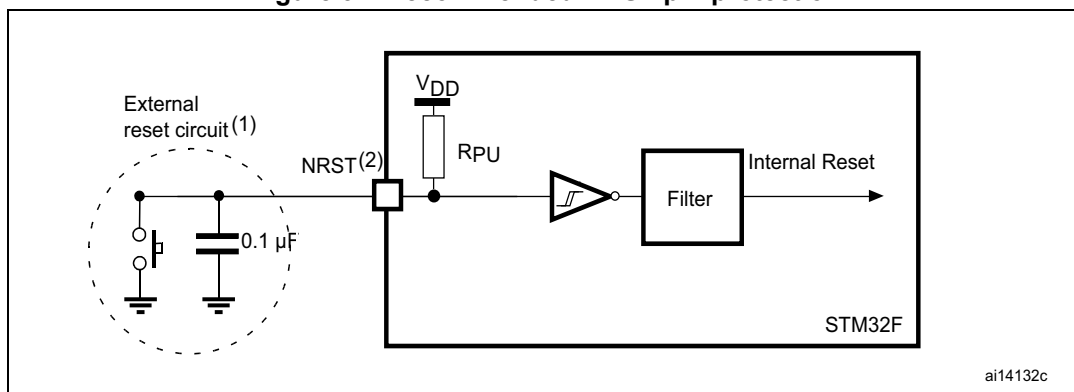 External
reset circuit(1)
VDD
RPU
NRST(2)
0.1 µF
Filter
Internal Reset
STM32F
ai14132c